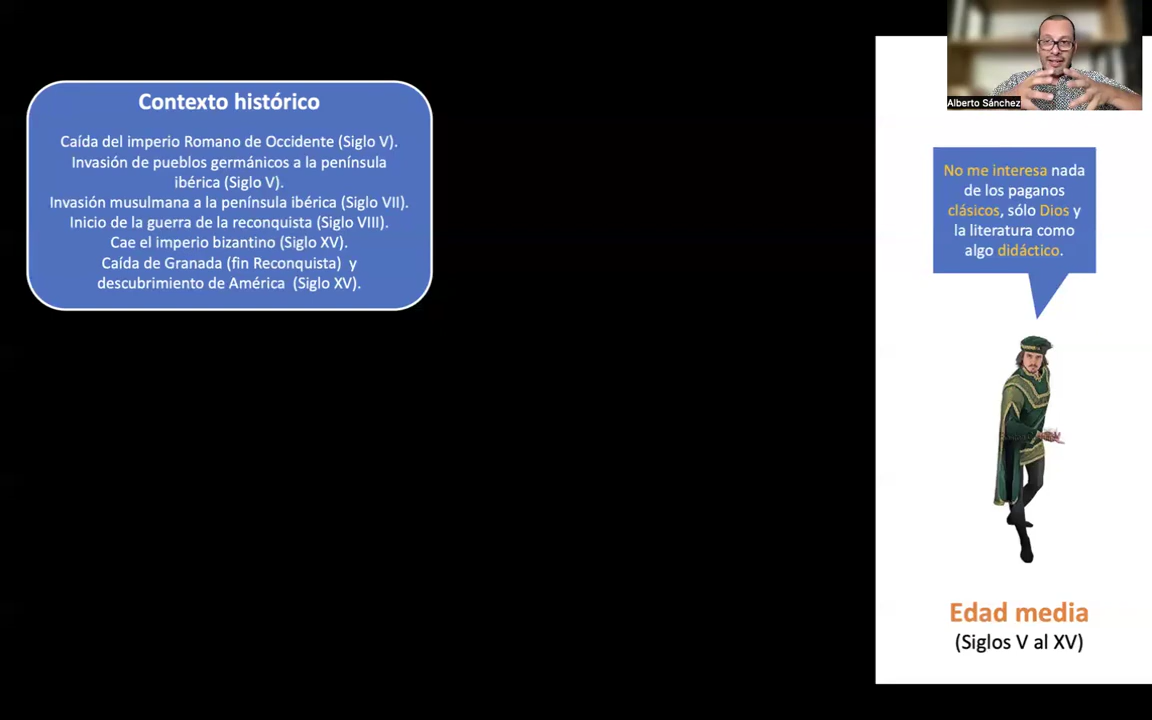 Contexto histórico
Caída del imperio Romano de Occidente (Siglo V).
Invasión de pueblos germánicos a la península
ibérica (Siglo V).
Invasión musulmana a la península ibérica (Siglo VII).
Inicio de la guerra de la reconquista (Siglo VIII).
Cae el imperio bizantino (Siglo XV).
Caída de Granada (fin Reconquista) y
descubrimiento de América (Siglo XV).
Alberto Sánchez
No me interesa nada
de los paganos
clásicos, sólo Dios y
la literatura como
algo didáctico.
Edad media
(Siglos V al XV)